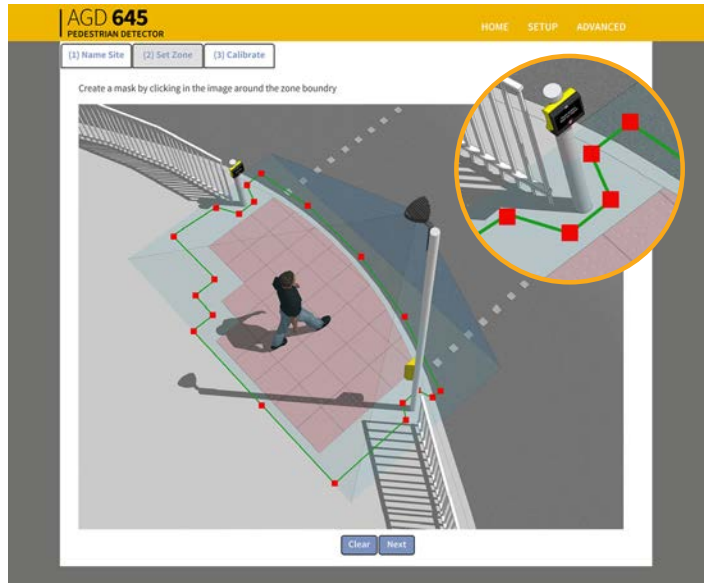 AGD 645
PEDESTRIAN DETECTOR
HOME SETUP ADVANCED
(1) Name Site (2) Set Zone (3) Calibrate
Create a mask by clicking in the image around the zone boundry
Clear Next